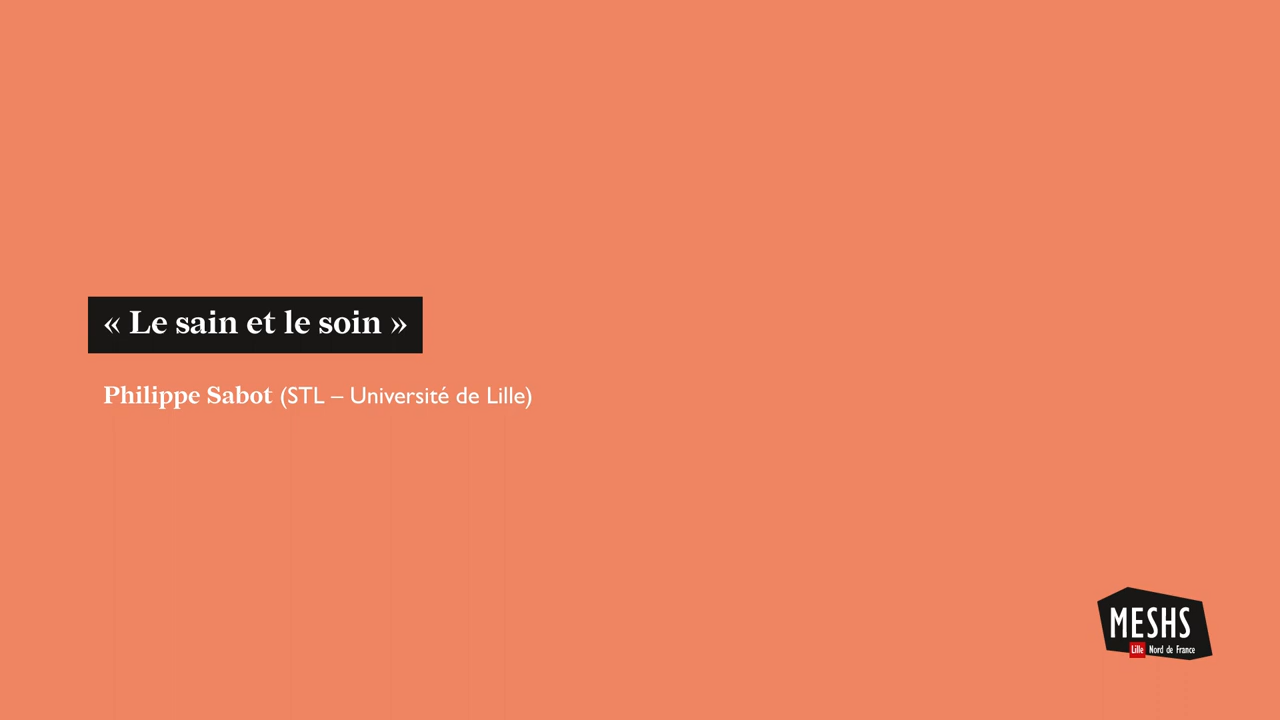 « Le sain et le soin »
Philippe Sabot (STL – Université de Lille)
MESHS
Lille Nord de France